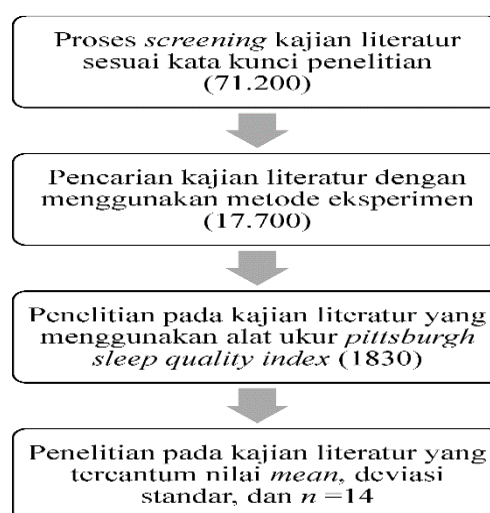 Proses screening kajian literatur
sesuai kata kunci penelitian
(71.200)
Pencarian kajian literatur dengan
menggunakan metode eksperimen
(17.700)
Penelitian pada kajian literatur yang
menggunakan alat ukur pittsburgh
sleep quality index (1830)
Penelitian pada kajian literatur yang
tercantum nilai mean, deviasi
standar, dan n =14